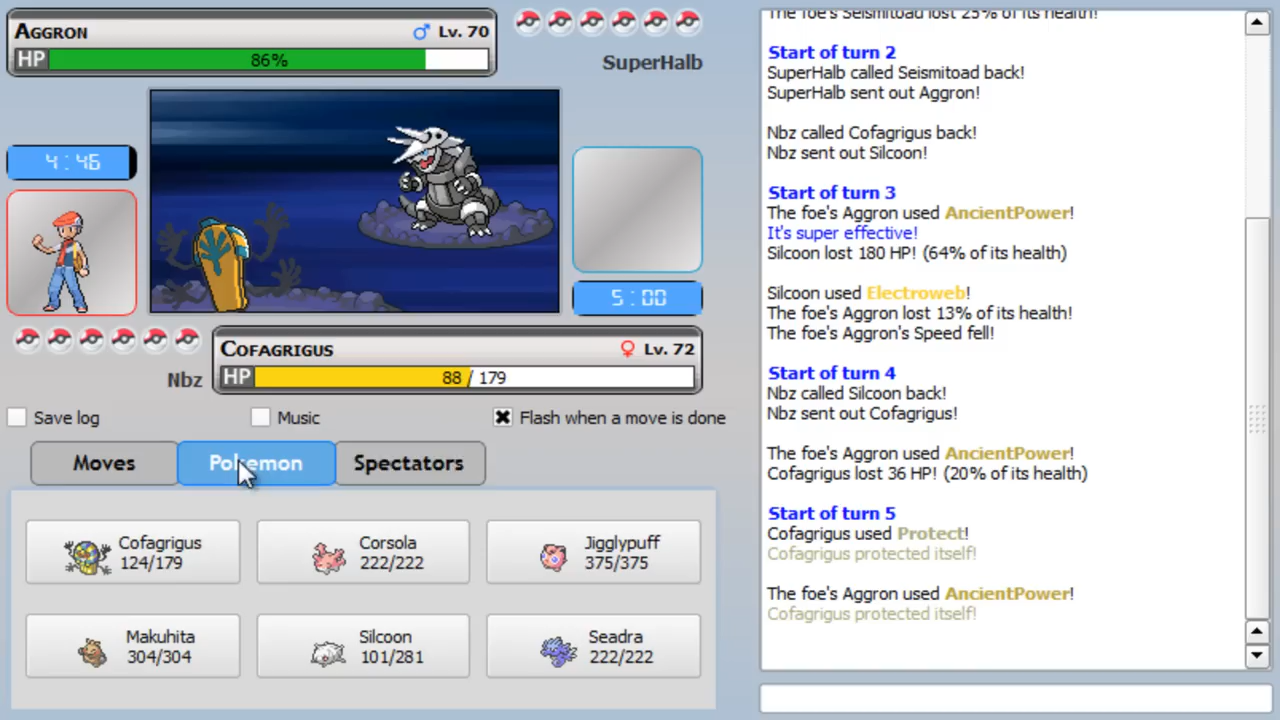 AGGRON ♂ Lv. 70
HP 86%
SuperHalb
4:46
5:00
COFAGRIGUS ♀ Lv. 72
HP 88 / 179
Nbz
Save log
Music
Flash when a move is done
Moves
Pokemon
Spectators
Cofagrigus
124/179
Corsola
222/222
Jigglypuff
375/375
Makuhita
304/304
Silcoon
101/281
Seadra
222/222
The foe's Seismitoad lost 25% of its health!
Start of turn 2
SuperHalb called Seismitoad back!
SuperHalb sent out Aggron!
Nbz called Cofagrigus back!
Nbz sent out Silcoon!
Start of turn 3
The foe's Aggron used AncientPower!
It's super effective!
Silcoon lost 180 HP! (64% of its health)
Silcoon used Electroweb!
The foe's Aggron lost 13% of its health!
The foe's Aggron's Speed fell!
Start of turn 4
Nbz called Silcoon back!
Nbz sent out Cofagrigus!
The foe's Aggron used AncientPower!
Cofagrigus lost 36 HP! (20% of its health)
Start of turn 5
Cofagrigus used Protect!
Cofagrigus protected itself!
The foe's Aggron used AncientPower!
Cofagrigus protected itself!